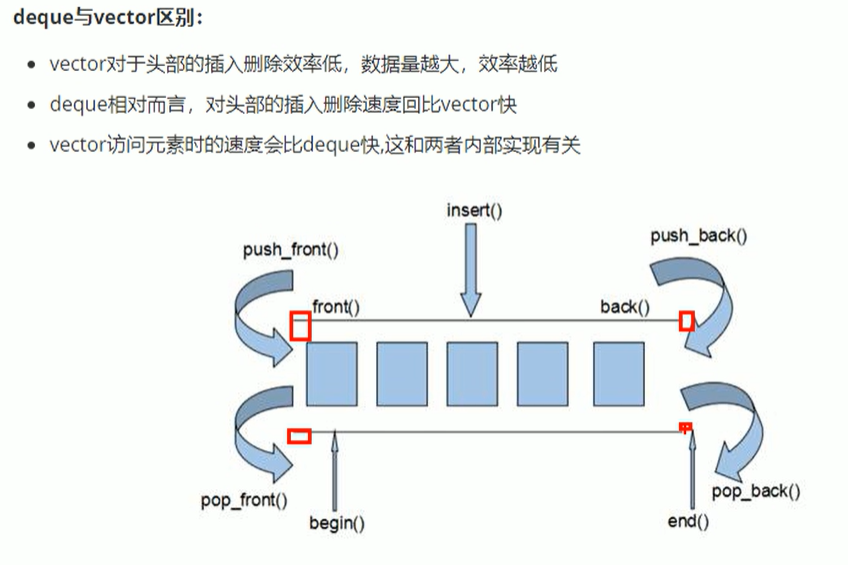 deque与vector区别：
vector对于头部的插入删除效率低，数据量越大，效率越低
deque相对而言，对头部的插入删除速度回比vector快
vector访问元素时的速度会比deque快,这和两者内部实现有关
insert()
push_front()
push_back()
front()
back()
pop_front()
begin()
end()
pop_back()